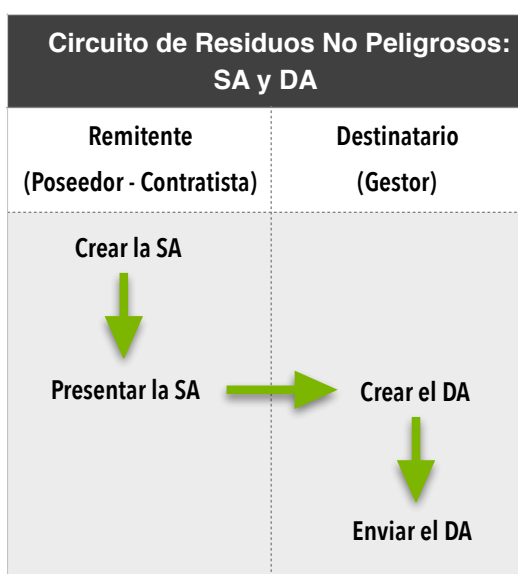 Circuito de Residuos No Peligrosos:
SA y DA
Remitente
(Poseedor - Contratista)
Destinatario
(Gestor)
Crear la SA
Presentar la SA
Crear el DA
Enviar el DA